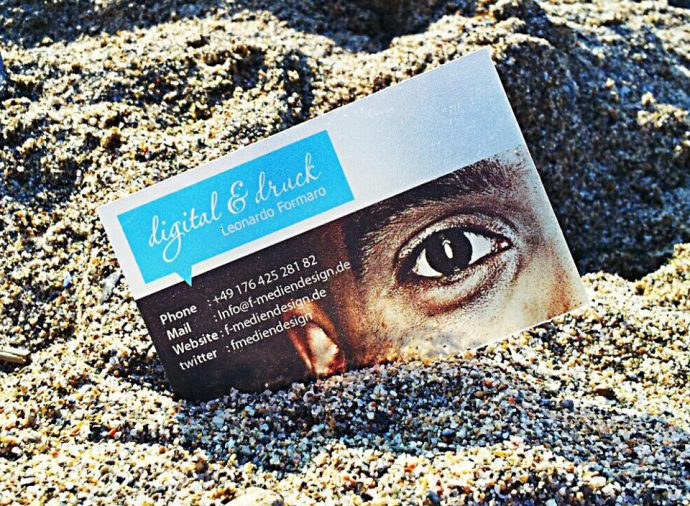 digital & druck
Leonardo Formaro
Phone : +49 176 425 281 82
Mail : Info@f-mediendesign.de
Website : f-mediendesign.de
twitter : fmediendesign